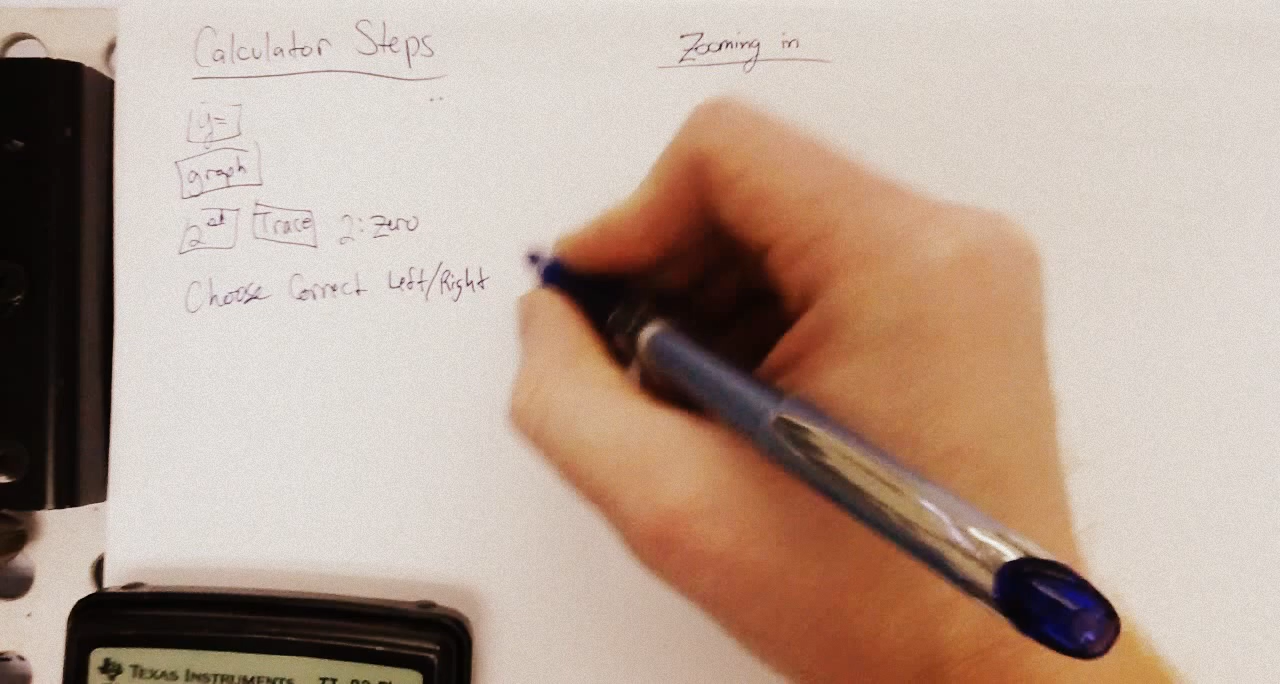 Calculator Steps
Zooming in
y=
graph
2nd Trace 2: Zero
Choose Correct Left/Right
TEXAS INSTRUMENTS